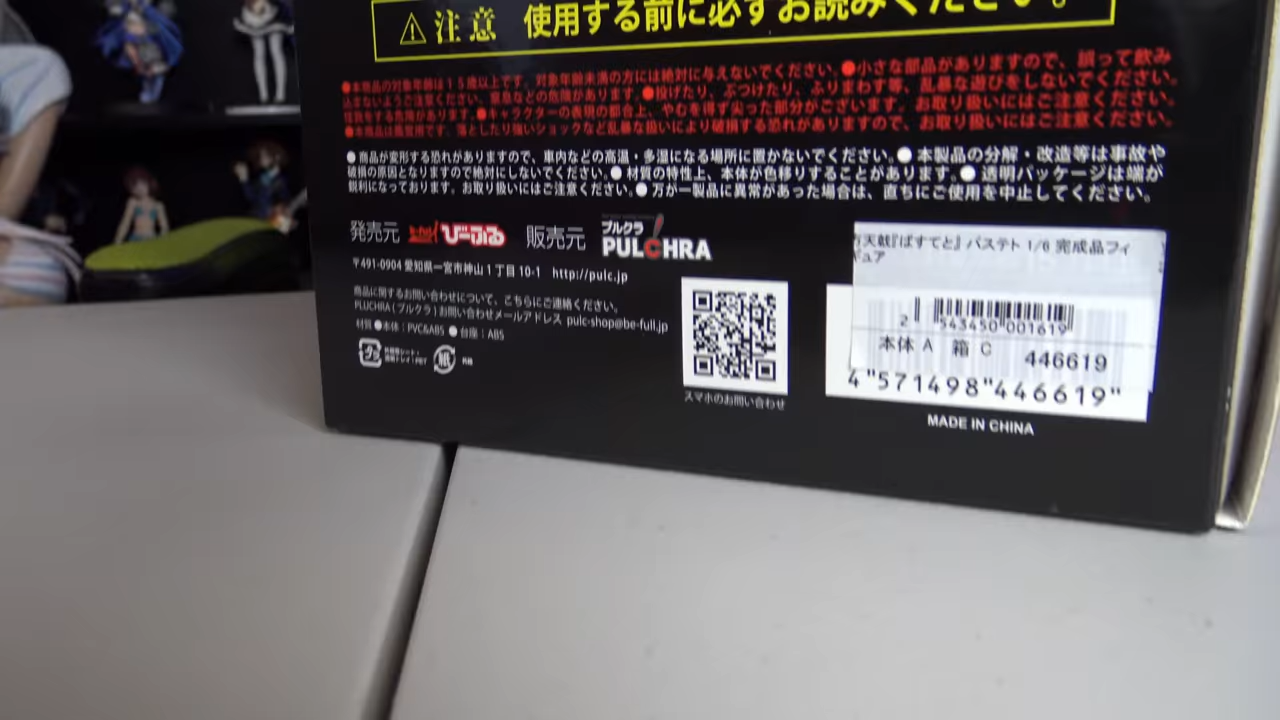 ⚠注意 使用する前に必ずお読みください。
●本商品の対象年齢は15歳以上です。対象年齢未満の方には絶対に与えないでください。●小さな部品がありますので、誤って飲み
込まないようご注意ください。窒息などの危険があります。●投げたり、ぶつけたり、ふりまわす等、乱暴な遊びをしないでください。
怪我をする危険があります。●キャラクターの表現の都合上、やむを得ず尖った部分がございます。お取り扱いにはご注意ください。
●本商品は鑑賞用です。落としたり強いショックなど乱暴な扱いにより破損する恐れがありますので、お取り扱いにはご注意ください。
●商品が変形する恐れがありますので、車内などの高温・多湿になる場所に置かないでください。●本製品の分解・改造等は事故や
破損の原因となりますので絶対にしないでください。●材質の特性上、本体が色移りすることがあります。●透明パッケージは端が
鋭利になっております。お取り扱いにはご注意ください。●万が一製品に異常があった場合は、直ちにご使用を中止してください。
発売元 びーふる 販売元 プルクラ PULCHRA
〒491-0904 愛知県一宮市神山1丁目10-1 http://pulc.jp
商品に関するお問い合わせについて、こちらにご連絡ください。
PLUCHRA(プルクラ)お問い合わせメールアドレス pulc-shop@be-full.jp
材質●本体：PVC&ABS ●台座：ABS
プラ 紙
スマホのお問い合わせ
天戟『ばすてと』 バステト 1/6 完成品フィ
ギュア
2 543450 001619
本体 A 箱 C 446619
4"571498"446619"
MADE IN CHINA